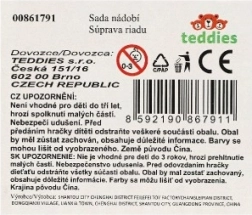 00861791
Sada nádobí
Súprava riadu
teddies
Dovozce/Dovozca:
TEDDIES s.r.o.
Česká 151/16
602 00 Brno
CZECH REPUBLIC
0-3
CZ UPOZORNĚNÍ:
Není vhodné pro děti do tří let,
hrozí spolknutí malých částí.
Nebezpečí udušení. Před
8 592190 867911
předáním hračky dítěti odstraňte veškeré součásti obalu. Obal
by měl zůstat zachován, obsahuje důležité informace. Barvy se
mohou lišit od vyobrazení. Země původu Čína.
SK UPOZORNENIE: Nie je vhodné pre deti do 3 rokov, hrozí prehltnutie
malých častí. Nebezpečenstvo udusenia. Pred predaním hračky
dieťaťu odstráňte všetky súčasti obalu. Obal by mal zostať zachovaný,
obsahuje dôležité informácie. Farby sa môžu líšiť od vyobrazenia.
Krajina pôvodu Čína.